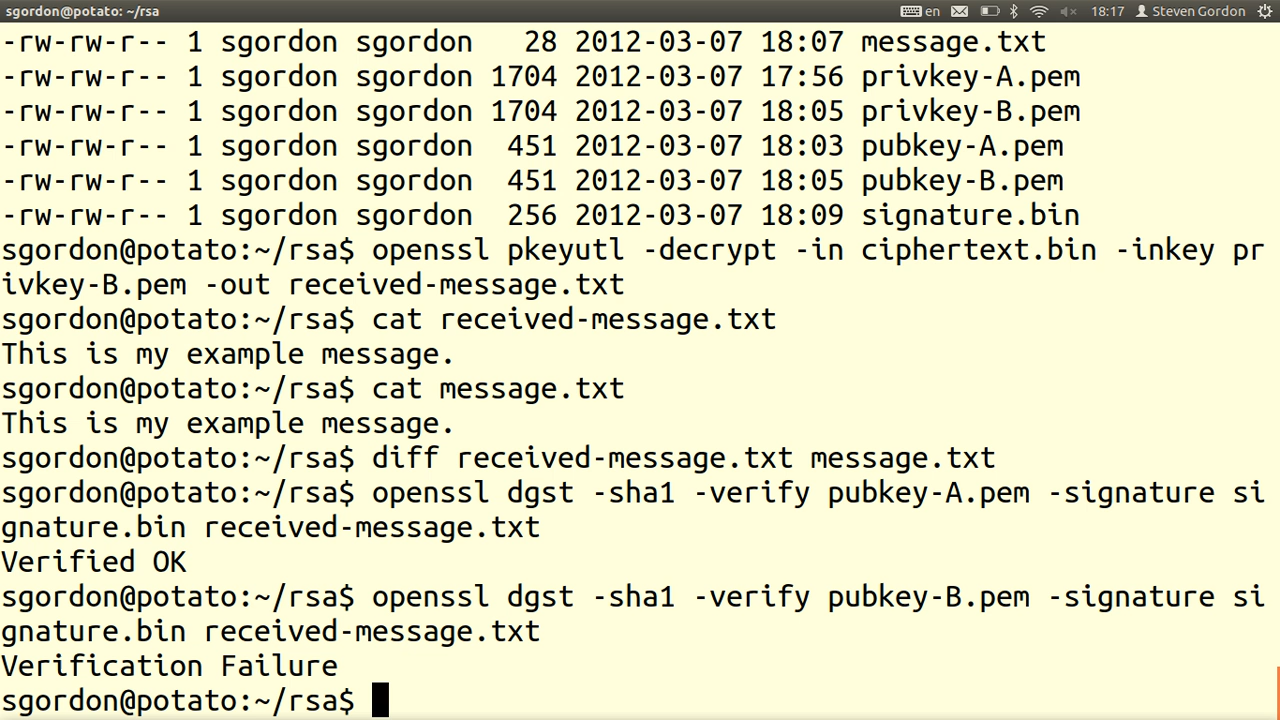 sgordon@potato: ~/rsa en 18:17 Steven Gordon
-rw-rw-r-- 1 sgordon sgordon   28 2012-03-07 18:07 message.txt
-rw-rw-r-- 1 sgordon sgordon 1704 2012-03-07 17:56 privkey-A.pem
-rw-rw-r-- 1 sgordon sgordon 1704 2012-03-07 18:05 privkey-B.pem
-rw-rw-r-- 1 sgordon sgordon  451 2012-03-07 18:03 pubkey-A.pem
-rw-rw-r-- 1 sgordon sgordon  451 2012-03-07 18:05 pubkey-B.pem
-rw-rw-r-- 1 sgordon sgordon  256 2012-03-07 18:09 signature.bin
sgordon@potato:~/rsa$ openssl pkeyutl -decrypt -in ciphertext.bin -inkey pr
ivkey-B.pem -out received-message.txt
sgordon@potato:~/rsa$ cat received-message.txt
This is my example message.
sgordon@potato:~/rsa$ cat message.txt
This is my example message.
sgordon@potato:~/rsa$ diff received-message.txt message.txt
sgordon@potato:~/rsa$ openssl dgst -sha1 -verify pubkey-A.pem -signature si
gnature.bin received-message.txt
Verified OK
sgordon@potato:~/rsa$ openssl dgst -sha1 -verify pubkey-B.pem -signature si
gnature.bin received-message.txt
Verification Failure
sgordon@potato:~/rsa$